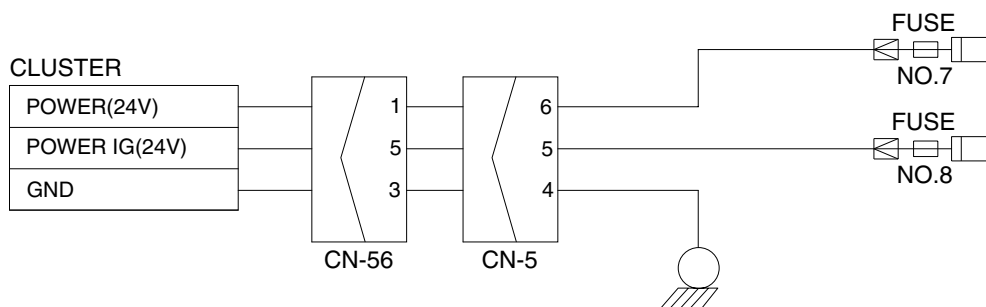 FUSE
NO.7
CLUSTER
POWER(24V)
1
6
FUSE
NO.8
POWER IG(24V)
5
5
GND
3
4
CN-56
CN-5